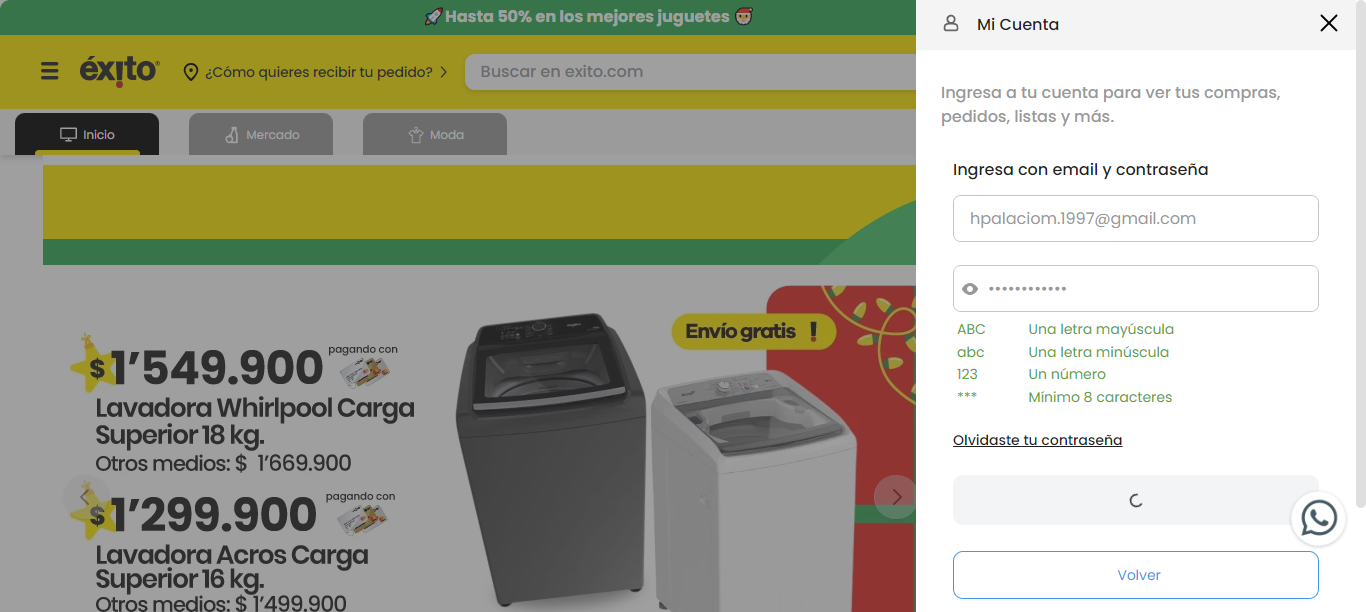 Hasta 50% en los mejores juguetes
éxito
¿Cómo quieres recibir tu pedido?
Buscar en exito.com
Inicio
Mercado
Moda
Envío gratis !
$1'549.900
pagando con
Lavadora Whirlpool Carga
Superior 18 kg.
Otros medios: $ 1'669.900
$1'299.900
pagando con
Lavadora Acros Carga
Superior 16 kg.
Otros medios: $ 1'499.900
Mi Cuenta
Ingresa a tu cuenta para ver tus compras,
pedidos, listas y más.
Ingresa con email y contraseña
hpalaciom.1997@gmail.com
••••••••••••
ABC Una letra mayúscula
abc Una letra minúscula
123 Un número
*** Mínimo 8 caracteres
Olvidaste tu contraseña
Volver